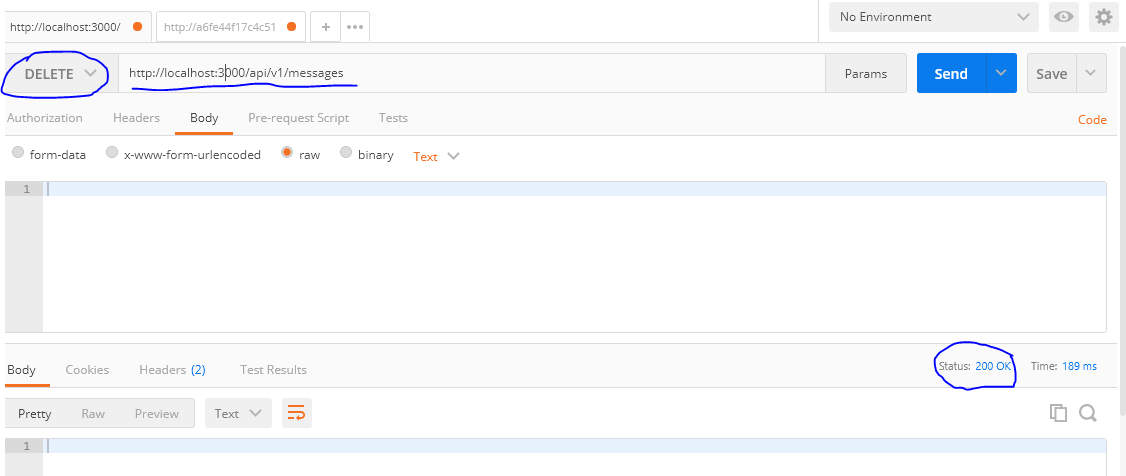 http://localhost:3000/ http://a6fe44f17c4c51 + ••• No Environment
DELETE http://localhost:3000/api/v1/messages Params Send Save
Authorization Headers Body Pre-request Script Tests Code
form-data x-www-form-urlencoded raw binary Text
1
Body Cookies Headers (2) Test Results Status: 200 OK Time: 189 ms
Pretty Raw Preview Text
1